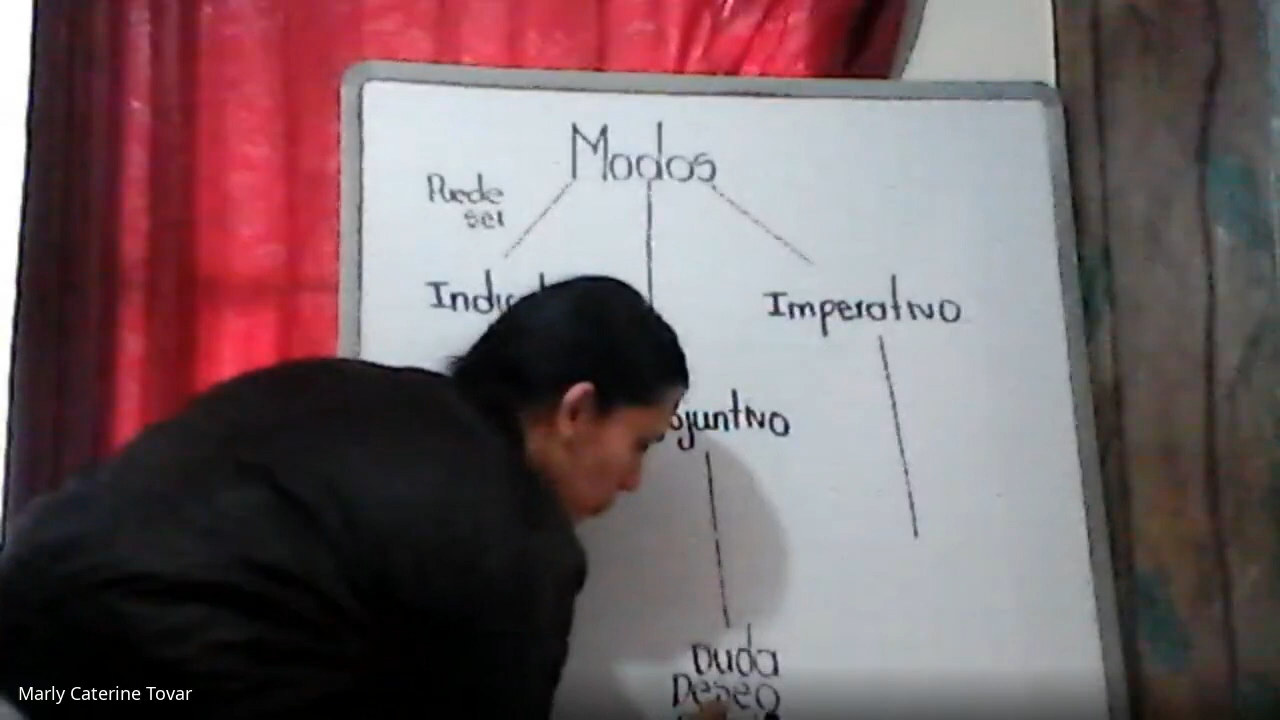 Modos
Puede
ser
Imperativo
Duda
Deseo
Marly Caterine Tovar